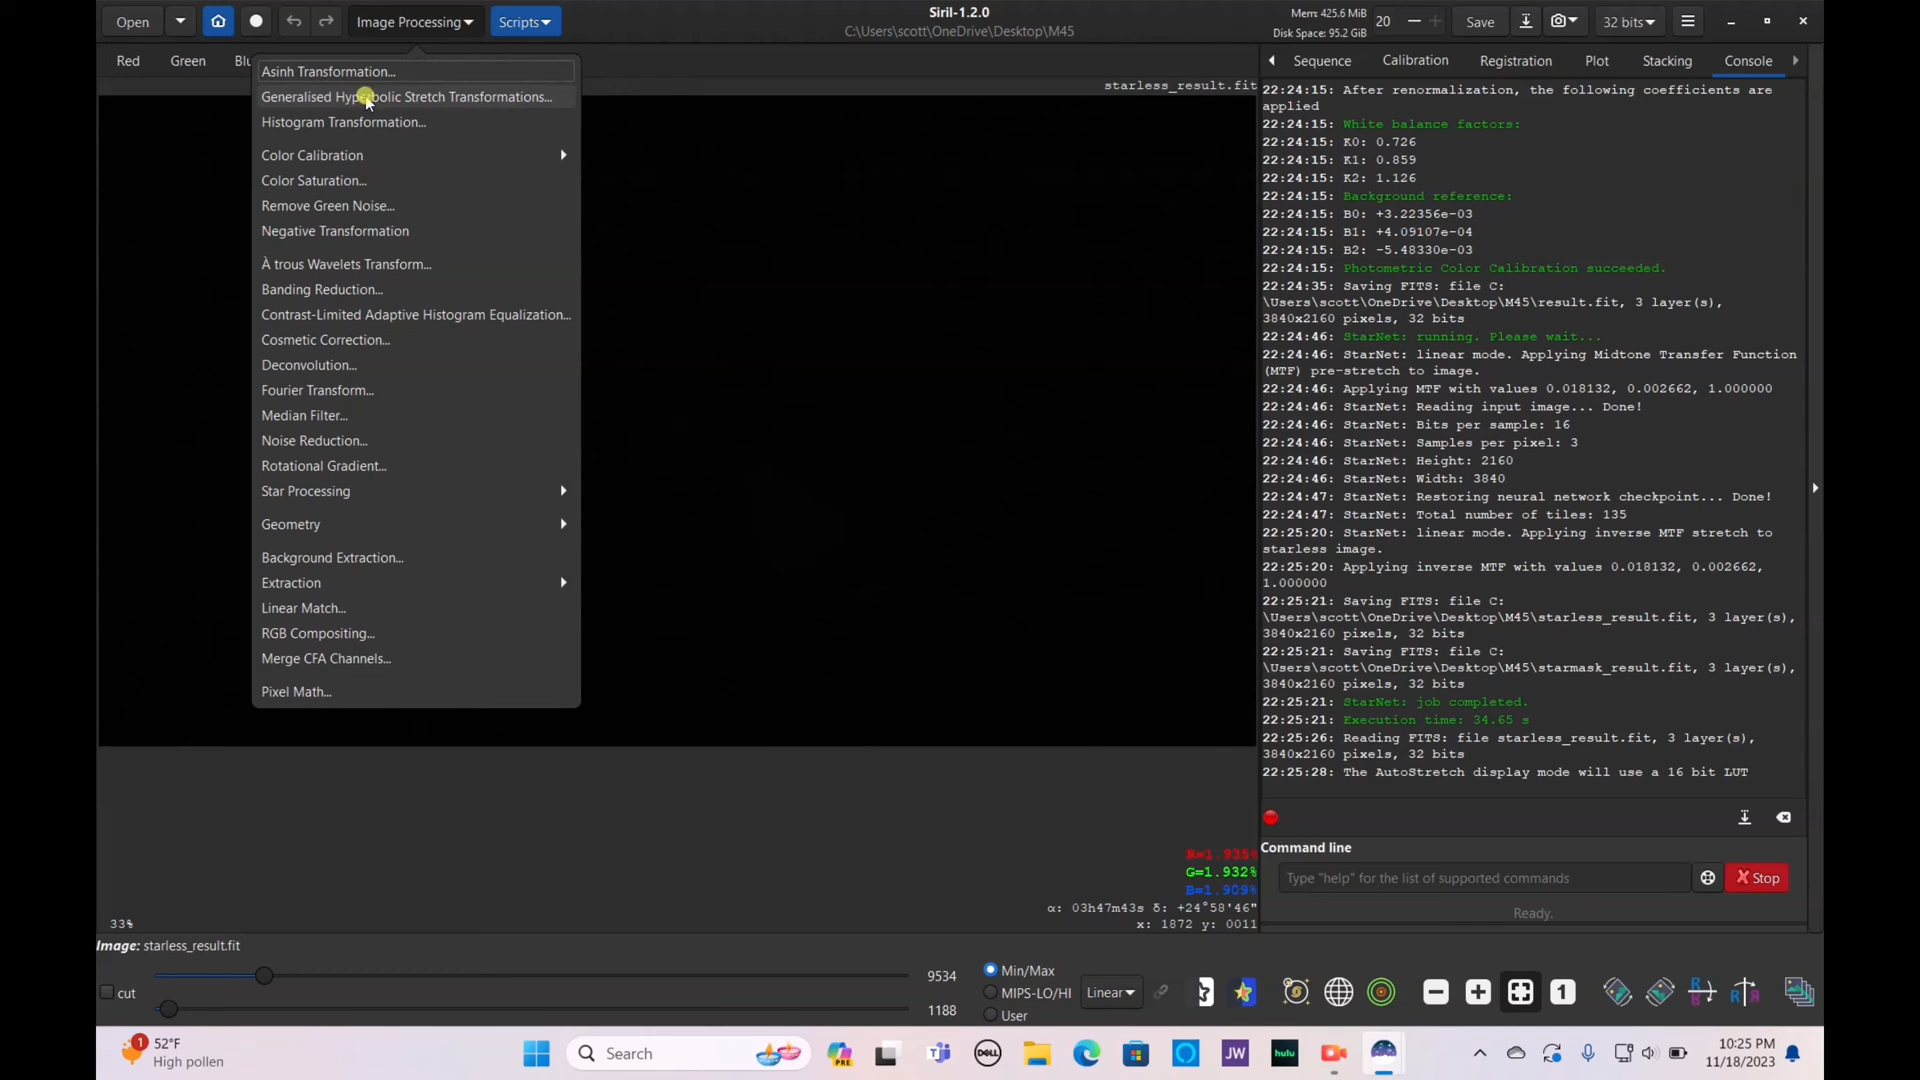 Open
Image Processing
Scripts
Siril-1.2.0
C:\Users\scott\OneDrive\Desktop\M45
Mem: 425.6 MiB
Disk Space: 95.2 GiB
20
Save
32 bits
Red
Green
Blu
Asinh Transformation...
Generalised Hyperbolic Stretch Transformations...
Histogram Transformation...
Color Calibration
Color Saturation...
Remove Green Noise...
Negative Transformation
À trous Wavelets Transform...
Banding Reduction...
Contrast-Limited Adaptive Histogram Equalization...
Cosmetic Correction...
Deconvolution...
Fourier Transform...
Median Filter...
Noise Reduction...
Rotational Gradient...
Star Processing
Geometry
Background Extraction...
Extraction
Linear Match...
RGB Compositing...
Merge CFA Channels...
Pixel Math...
starless_result.fit
Sequence
Calibration
Registration
Plot
Stacking
Console
22:24:15: After renormalization, the following coefficients are
applied
22:24:15: White balance factors:
22:24:15: K0: 0.726
22:24:15: K1: 0.859
22:24:15: K2: 1.126
22:24:15: Background reference:
22:24:15: B0: +3.22356e-03
22:24:15: B1: +4.09107e-04
22:24:15: B2: -5.48330e-03
22:24:15: Photometric Color Calibration succeeded.
22:24:35: Saving FITS: file C:
\Users\scott\OneDrive\Desktop\M45\result.fit, 3 layer(s),
3840x2160 pixels, 32 bits
22:24:46: StarNet: running. Please wait...
22:24:46: StarNet: linear mode. Applying Midtone Transfer Function
(MTF) pre-stretch to image.
22:24:46: Applying MTF with values 0.018132, 0.002662, 1.000000
22:24:46: StarNet: Reading input image... Done!
22:24:46: StarNet: Bits per sample: 16
22:24:46: StarNet: Samples per pixel: 3
22:24:46: StarNet: Height: 2160
22:24:46: StarNet: Width: 3840
22:24:47: StarNet: Restoring neural network checkpoint... Done!
22:24:47: StarNet: Total number of tiles: 135
22:25:20: StarNet: linear mode. Applying inverse MTF stretch to
starless image.
22:25:20: Applying inverse MTF with values 0.018132, 0.002662,
1.000000
22:25:21: Saving FITS: file C:
\Users\scott\OneDrive\Desktop\M45\starless_result.fit, 3 layer(s),
3840x2160 pixels, 32 bits
22:25:21: Saving FITS: file C:
\Users\scott\OneDrive\Desktop\M45\starmask_result.fit, 3 layer(s),
3840x2160 pixels, 32 bits
22:25:21: StarNet: job completed.
22:25:21: Execution time: 34.65 s
22:25:26: Reading FITS: file starless_result.fit, 3 layer(s),
3840x2160 pixels, 32 bits
22:25:28: The AutoStretch display mode will use a 16 bit LUT
Command line
Type "help" for the list of supported commands
Stop
Ready.
R=1.935%
G=1.932%
B=1.909%
α: 03h47m43s δ: +24°58'46"
x: 1872 y: 0011
33%
Image: starless_result.fit
cut
9534
1188
Min/Max
MIPS-LO/HI
User
Linear
1
1
52°F
High pollen
Search
PRE
DELL
JW
hulu
10:25 PM
11/18/2023